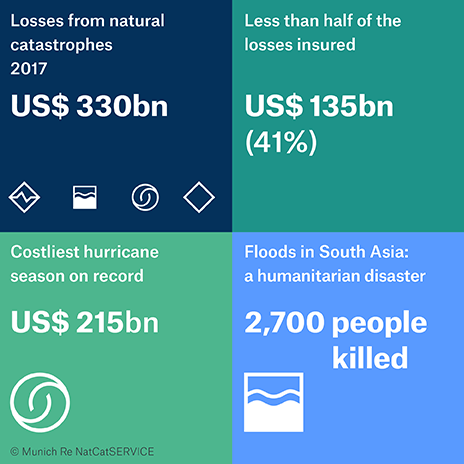 Losses from natural
catastrophes
2017
US$ 330bn
Less than half of the
losses insured
US$ 135bn
(41%)
Costliest hurricane
season on record
US$ 215bn
Floods in South Asia:
a humanitarian disaster
2,700 people
killed
© Munich Re NatCatSERVICE